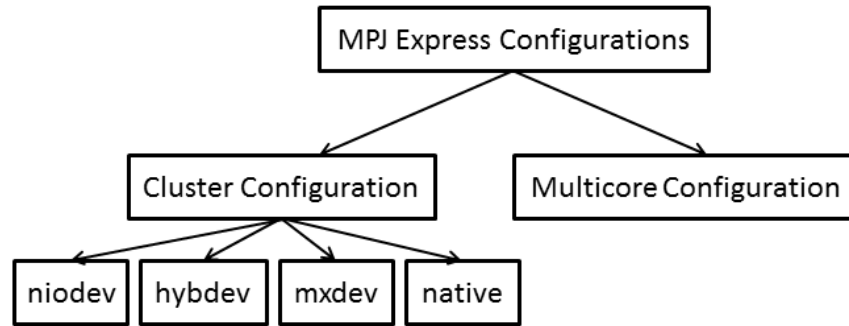 MPJ Express Configurations
Cluster Configuration
Multicore Configuration
niodev
hybdev
mxdev
native